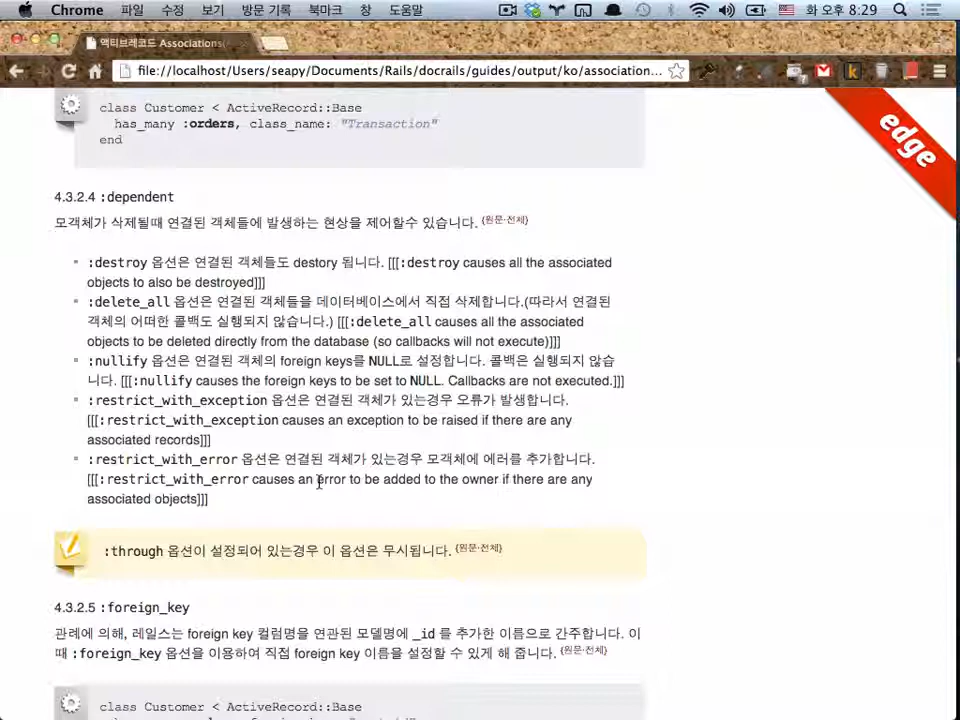 Chrome 파일 수정 보기 방문 기록 북마크 창 도움말 화 오후 8:29
액티브레코드 Associations(
file://localhost/Users/seapy/Documents/Rails/docrails/guides/output/ko/association...
edge
class Customer < ActiveRecord::Base
has_many :orders, class_name: "Transaction"
end
4.3.2.4 :dependent
모객체가 삭제될때 연결된 객체들에 발생하는 현상을 제어할수 있습니다. {원문·전체}
:destroy 옵션은 연결된 객체들도 destory 됩니다. [[[:destroy causes all the associated
objects to also be destroyed]]]
:delete_all 옵션은 연결된 객체들을 데이터베이스에서 직접 삭제합니다.(따라서 연결된
객체의 어떠한 콜백도 실행되지 않습니다.) [[[:delete_all causes all the associated
objects to be deleted directly from the database (so callbacks will not execute)]]]
:nullify 옵션은 연결된 객체의 foreign keys를 NULL로 설정합니다. 콜백은 실행되지 않습
니다. [[[:nullify causes the foreign keys to be set to NULL. Callbacks are not executed.]]]
:restrict_with_exception 옵션은 연결된 객체가 있는경우 오류가 발생합니다.
[[[:restrict_with_exception causes an exception to be raised if there are any
associated records]]]
:restrict_with_error 옵션은 연결된 객체가 있는경우 모객체에 에러를 추가합니다.
[[[:restrict_with_error causes an error to be added to the owner if there are any
associated objects]]]
:through 옵션이 설정되어 있는경우 이 옵션은 무시됩니다. {원문·전체}
4.3.2.5 :foreign_key
관례에 의해, 레일스는 foreign key 컬럼명을 연관된 모델명에 _id 를 추가한 이름으로 간주합니다. 이
때 :foreign_key 옵션을 이용하여 직접 foreign key 이름을 설정할 수 있게 해 줍니다. {원문·전체}
class Customer < ActiveRecord::Base